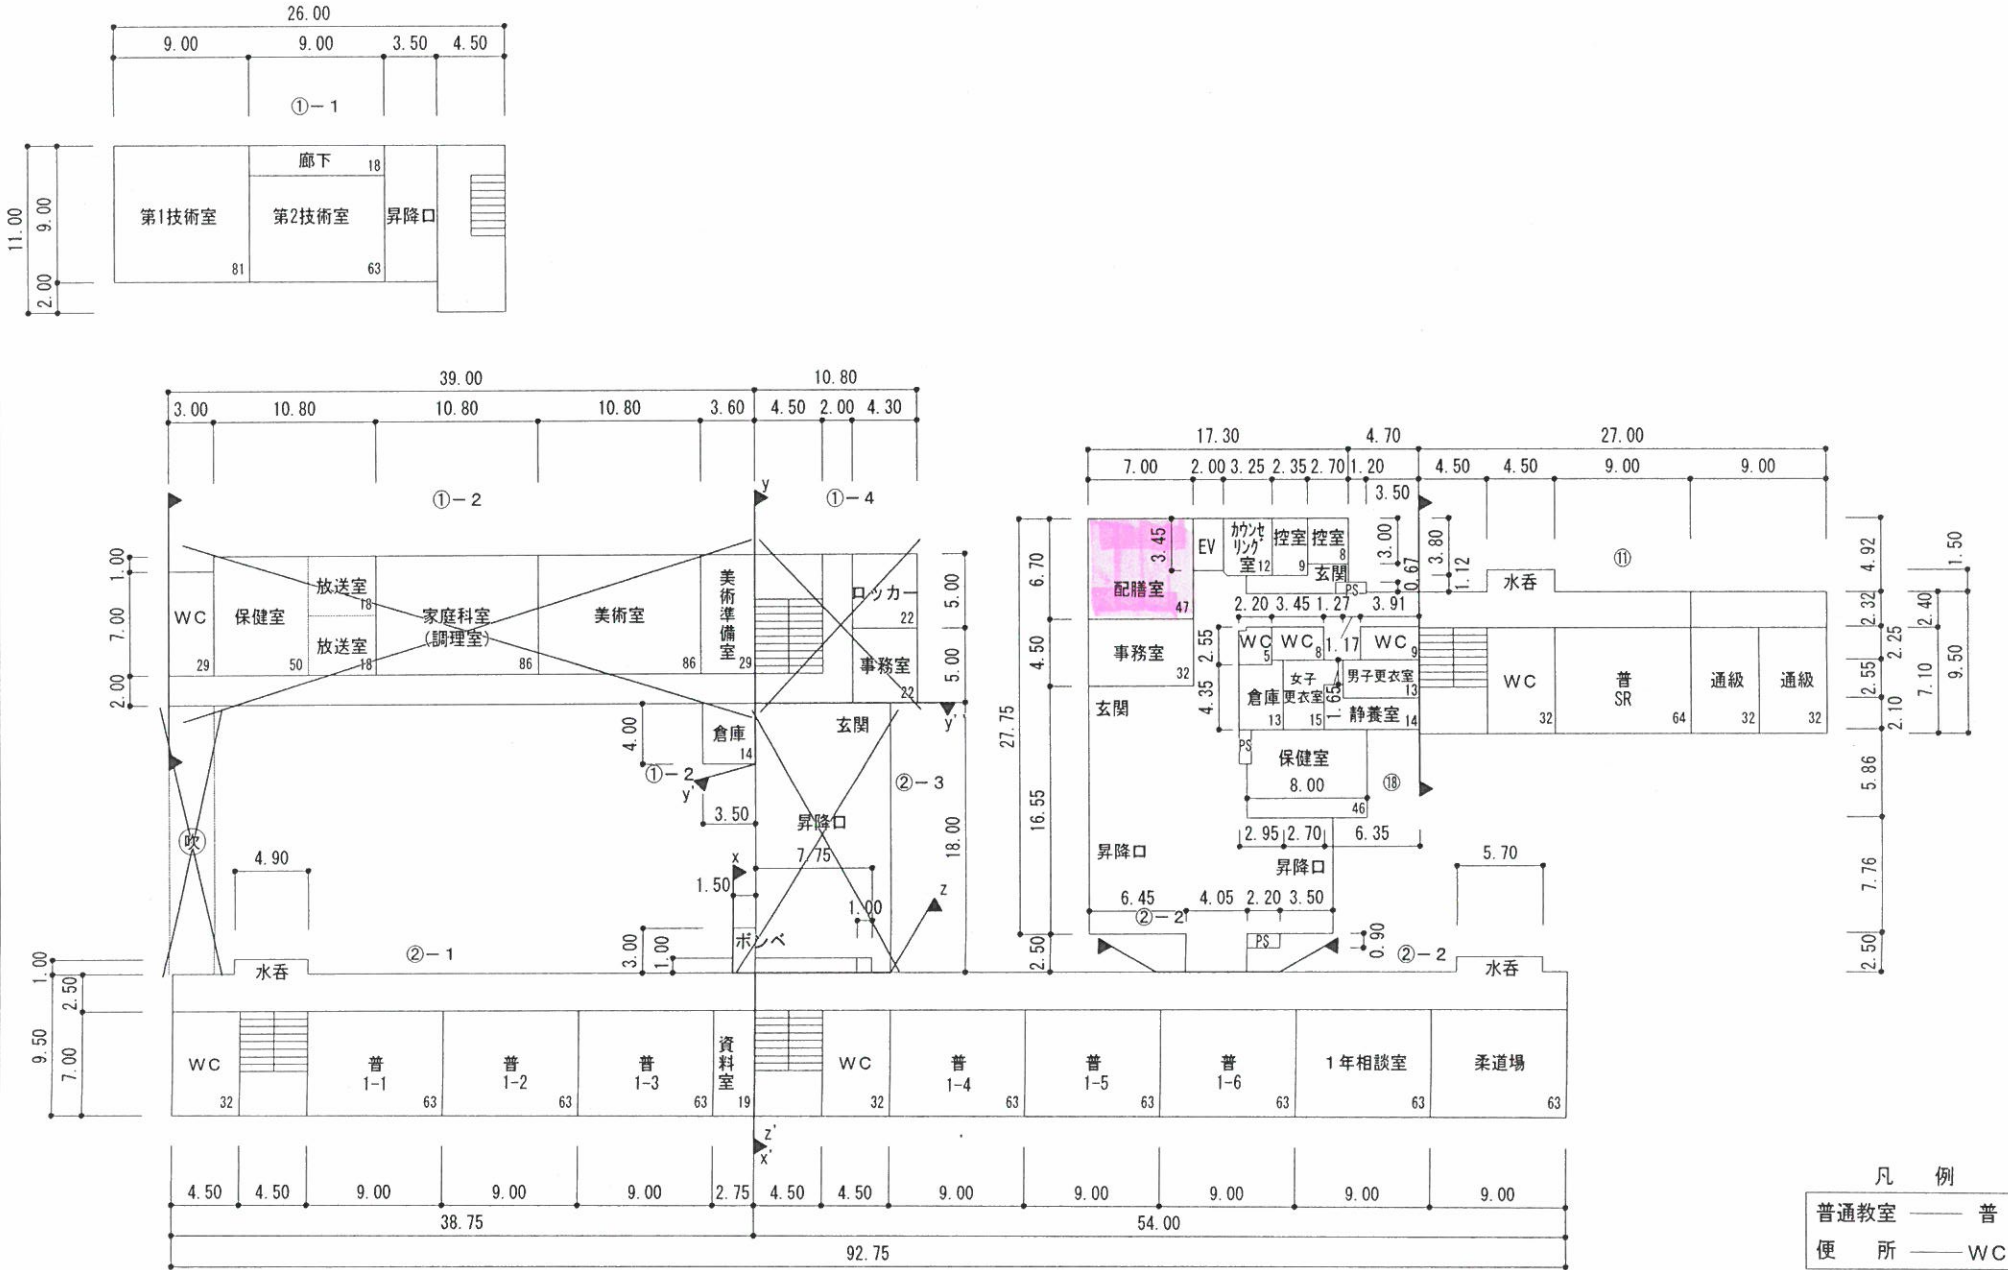 26.00
9.00 9.00 3.50 4.50
①－1
廊下 18
第1技術室 81
第2技術室 63
昇降口
11.00
9.00
2.00
39.00 10.80
3.00 10.80 10.80 10.80 3.60 4.50 2.00 4.30
①－2
y
①－4
1.00
7.00
2.00
WC 29
保健室 50
放送室 18
放送室 18
家庭科室
(調理室) 86
美術室 86
美術準備室 29
ロッカー 22
事務室 22
5.00
5.00
y'
4.00
倉庫 14
①－2
y'
3.50
玄関
②－3
昇降口
7.75
18.00
吹
4.90
x
1.50
z
1.00
ボンベ
3.00
1.00
②－1
水呑
17.30 4.70 27.00
7.00 2.00 3.25 2.35 2.70 1.20 4.50 4.50 9.00 9.00
3.50
3.45
EV
カウンセリング室 12
控室 9
控室 8
玄関
PS
3.00
0.67
3.80
1.12
⑪
水呑
4.92
1.50
配膳室 47
6.70
2.20 3.45 1.27 3.91
2.32
2.40
事務室 32
4.50
2.55
WC 5
WC 8
1.17
WC 9
4.35
倉庫 13
女子更衣室 15
1.65
男子更衣室 13
静養室 14
WC 32
普
SR 64
通級 32
通級 32
2.25
2.55
2.10
7.10
9.50
玄関
27.75
PS
保健室
8.00
46
⑱
5.86
16.55
2.95 2.70 6.35
昇降口
昇降口
5.70
7.76
6.45 4.05 2.20 3.50
②－2
PS
0.90
②－2
2.50
水呑
2.50
1.00
2.50
9.50
7.00
WC 32
普
1-1 63
普
1-2 63
普
1-3 63
資料室 19
WC 32
普
1-4 63
普
1-5 63
普
1-6 63
1年相談室 63
柔道場 63
z'
x'
4.50 4.50 9.00 9.00 9.00 2.75 4.50 4.50 9.00 9.00 9.00 9.00 9.00
38.75 54.00
92.75
凡 例
普通教室 ―― 普
便 所 ―― WC